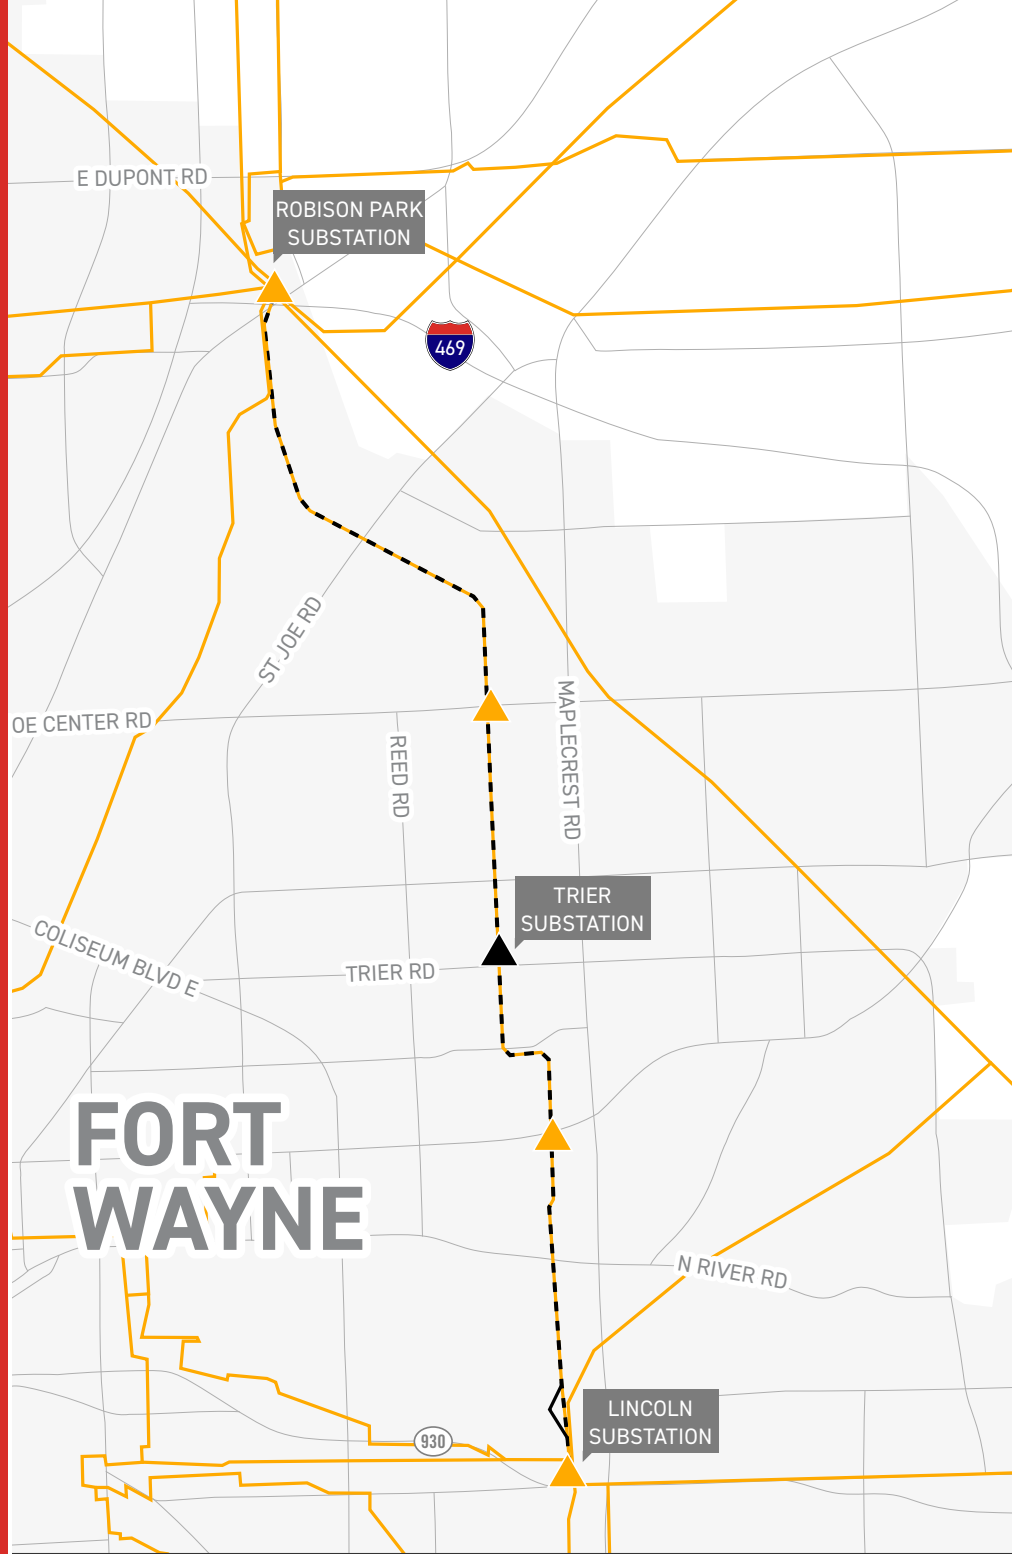 E DUPONT RD
ROBISON PARK
SUBSTATION
469
ST. JOE RD
OE CENTER RD
MAPLECREST RD
REED RD
TRIER
SUBSTATION
COLISEUM BLVD E
TRIER RD
FORT
WAYNE
N RIVER RD
LINCOLN
SUBSTATION
930